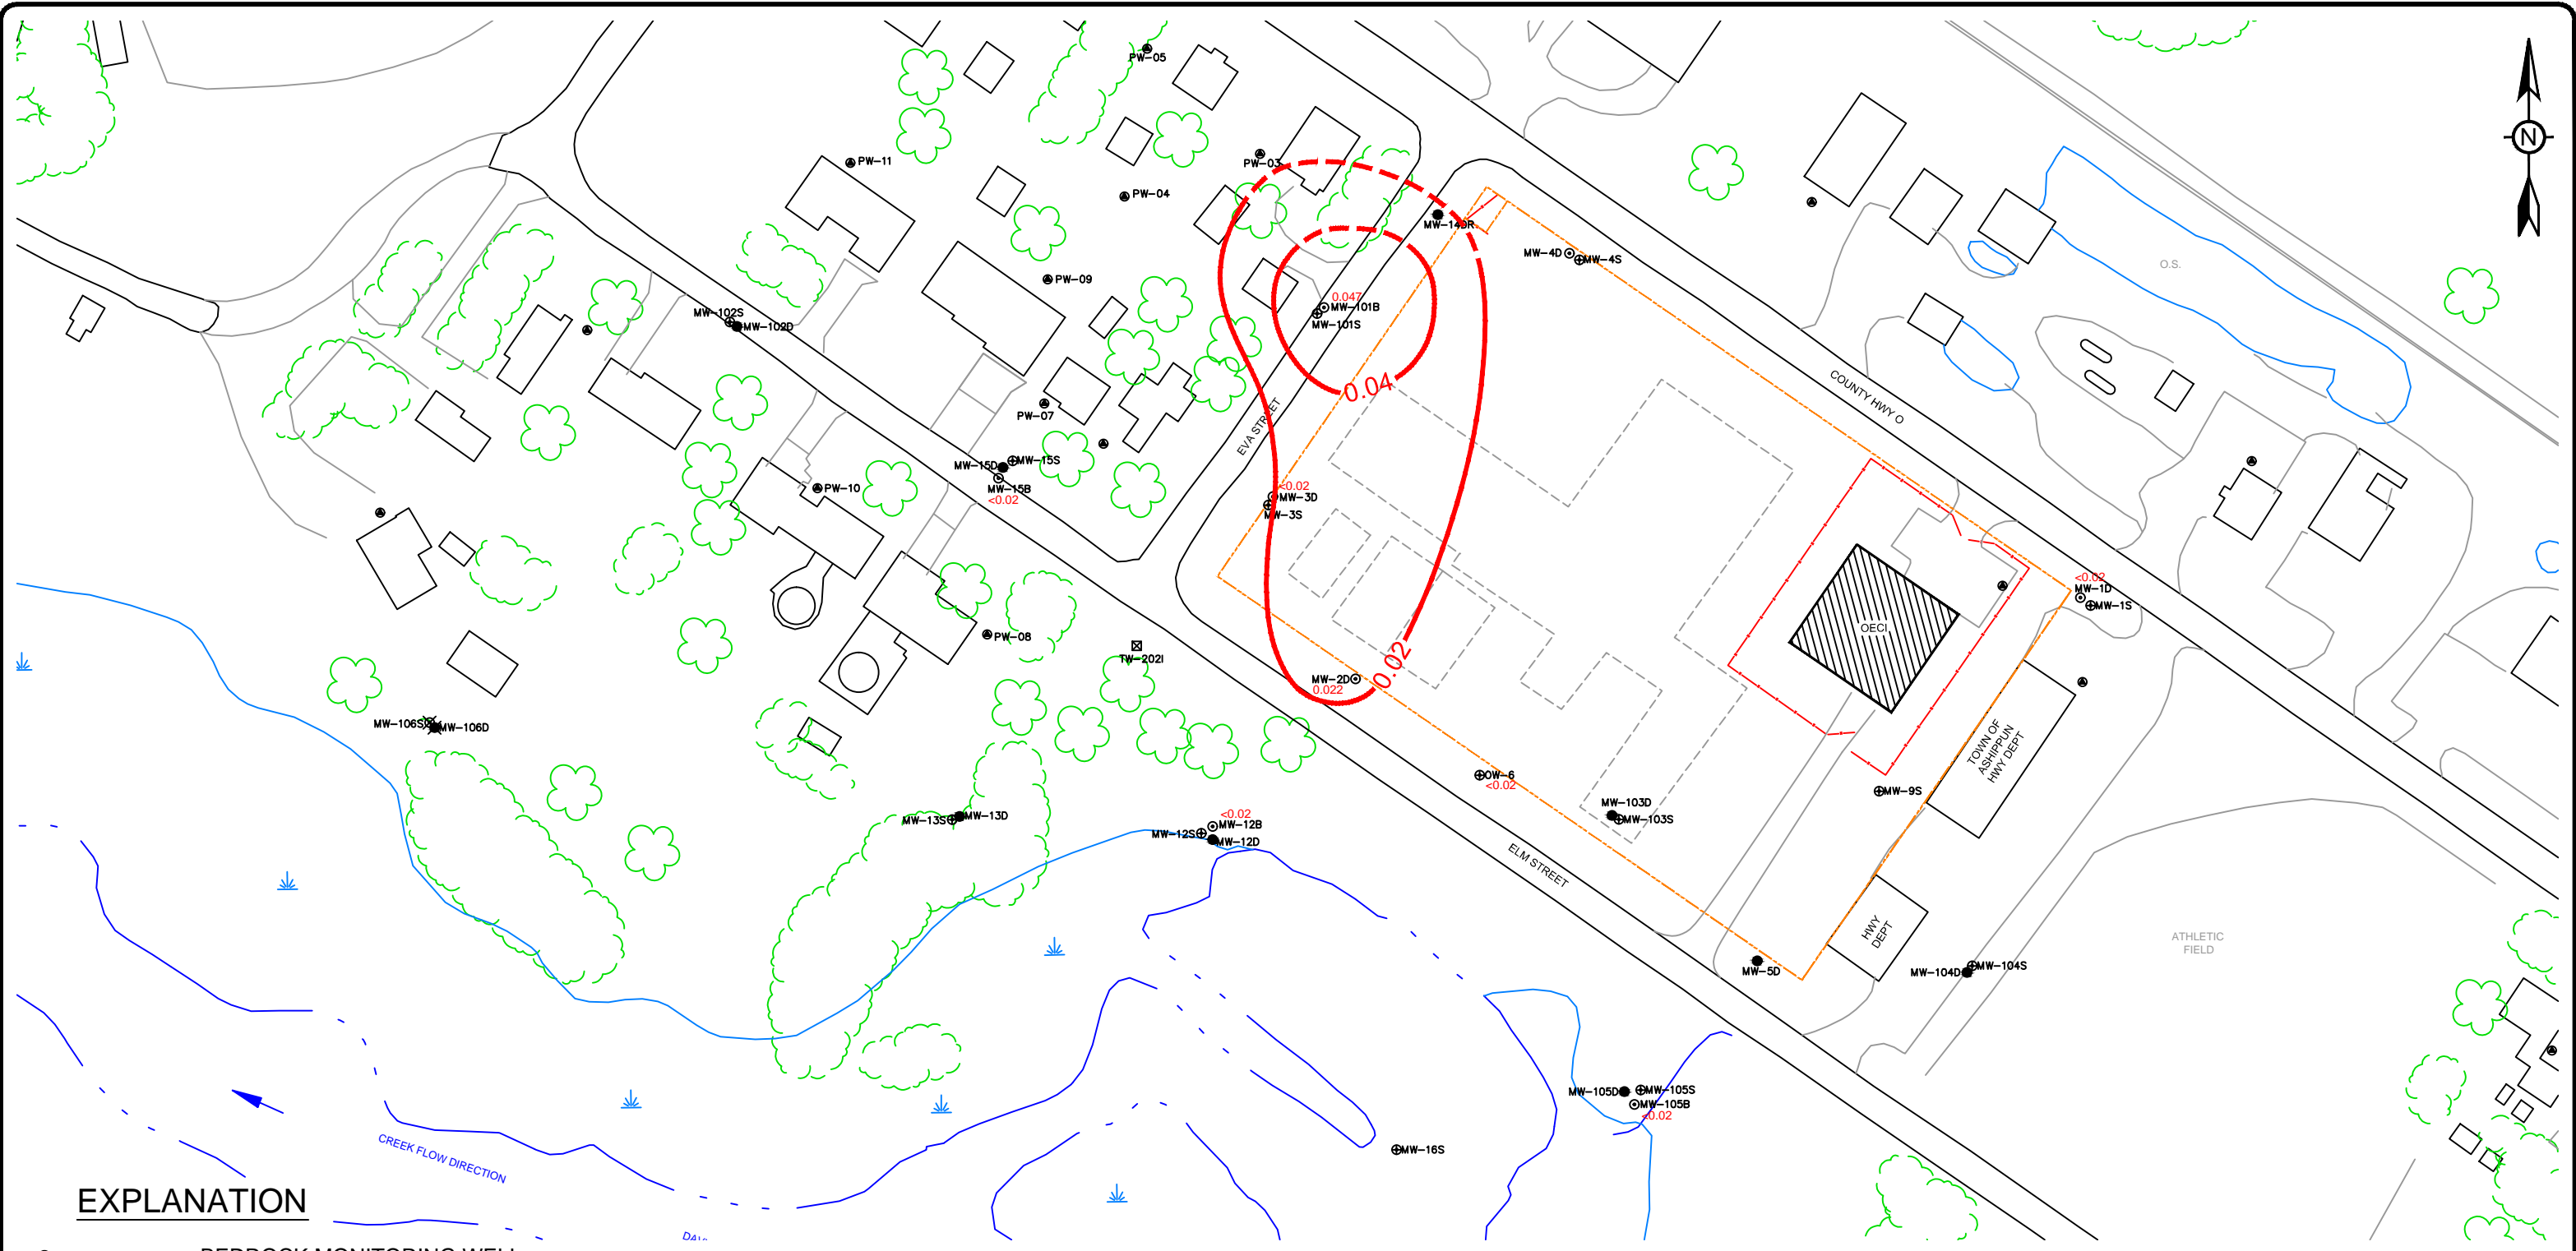 PW-05
N
PW-11
PW-03
PW-04
MW-14DR
MW-4D
MW-4S
O.S.
PW-09
0.047
MW-101B
MW-101S
MW-102S
MW-102D
0.04
COUNTY HWY O
PW-07
EVA STREET
MW-15D
MW-15S
MW-15B
<0.02
PW-10
<0.02
MW-3D
MW-3S
<0.02
MW-1D
MW-1S
OECI
PW-08
TW-202I
0.02
MW-2D
0.022
MW-106S
MW-106D
TOWN OF
ASHIPPUN
HWY DEPT
OW-6
<0.02
MW-9S
MW-103D
MW-103S
MW-13S
MW-13D
<0.02
MW-12B
MW-12S
MW-12D
ELM STREET
HWY
DEPT
ATHLETIC
FIELD
MW-5D
MW-104D
MW-104S
MW-105D
MW-105S
MW-105B
<0.02
MW-16S
CREEK FLOW DIRECTION
EXPLANATION
BEDROCK MONITORING WELL